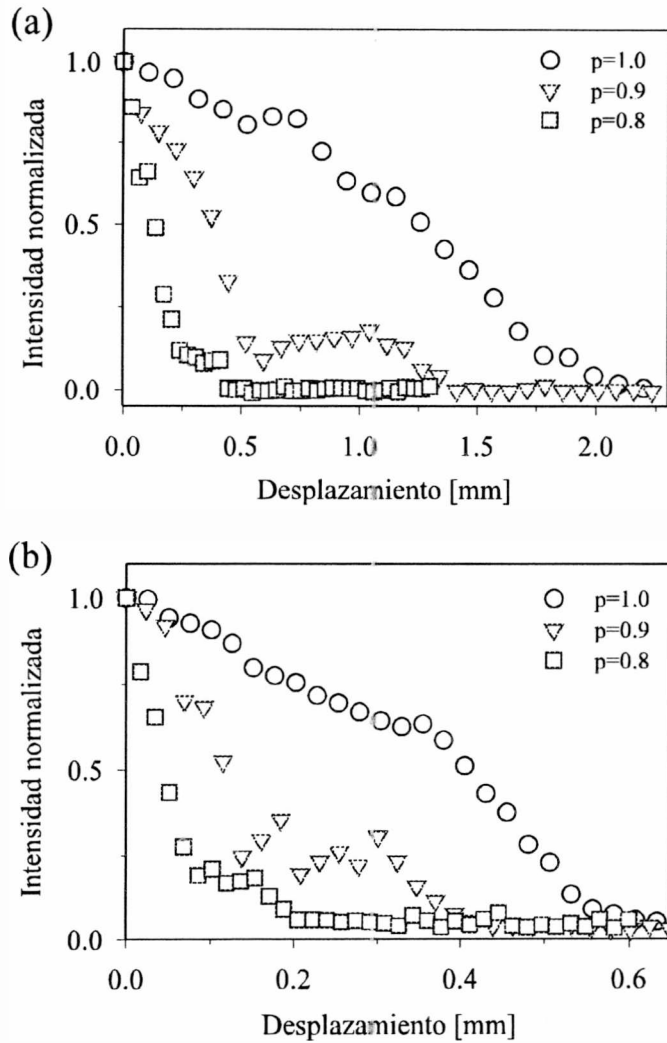 (a)
1.0
0.5
0.0
Intensidad normalizada
p=1.0
p=0.9
p=0.8
0.0 0.5 1.0 1.5 2.0
Desplazamiento [mm]
(b)
1.0
0.5
0.0
Intensidad normalizada
p=1.0
p=0.9
p=0.8
0.0 0.2 0.4 0.6
Desplazamiento [mm]